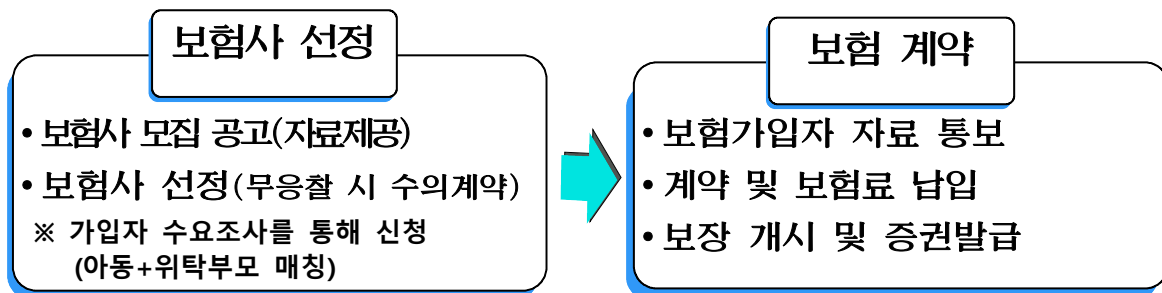 보험사 선정
• 보험사 모집 공고(자료제공)
• 보험사 선정(무응찰 시 수의계약)
※ 가입자 수요조사를 통해 신청
(아동+위탁부모 매칭)
보험 계약
• 보험가입자 자료 통보
• 계약 및 보험료 납입
• 보장 개시 및 증권발급